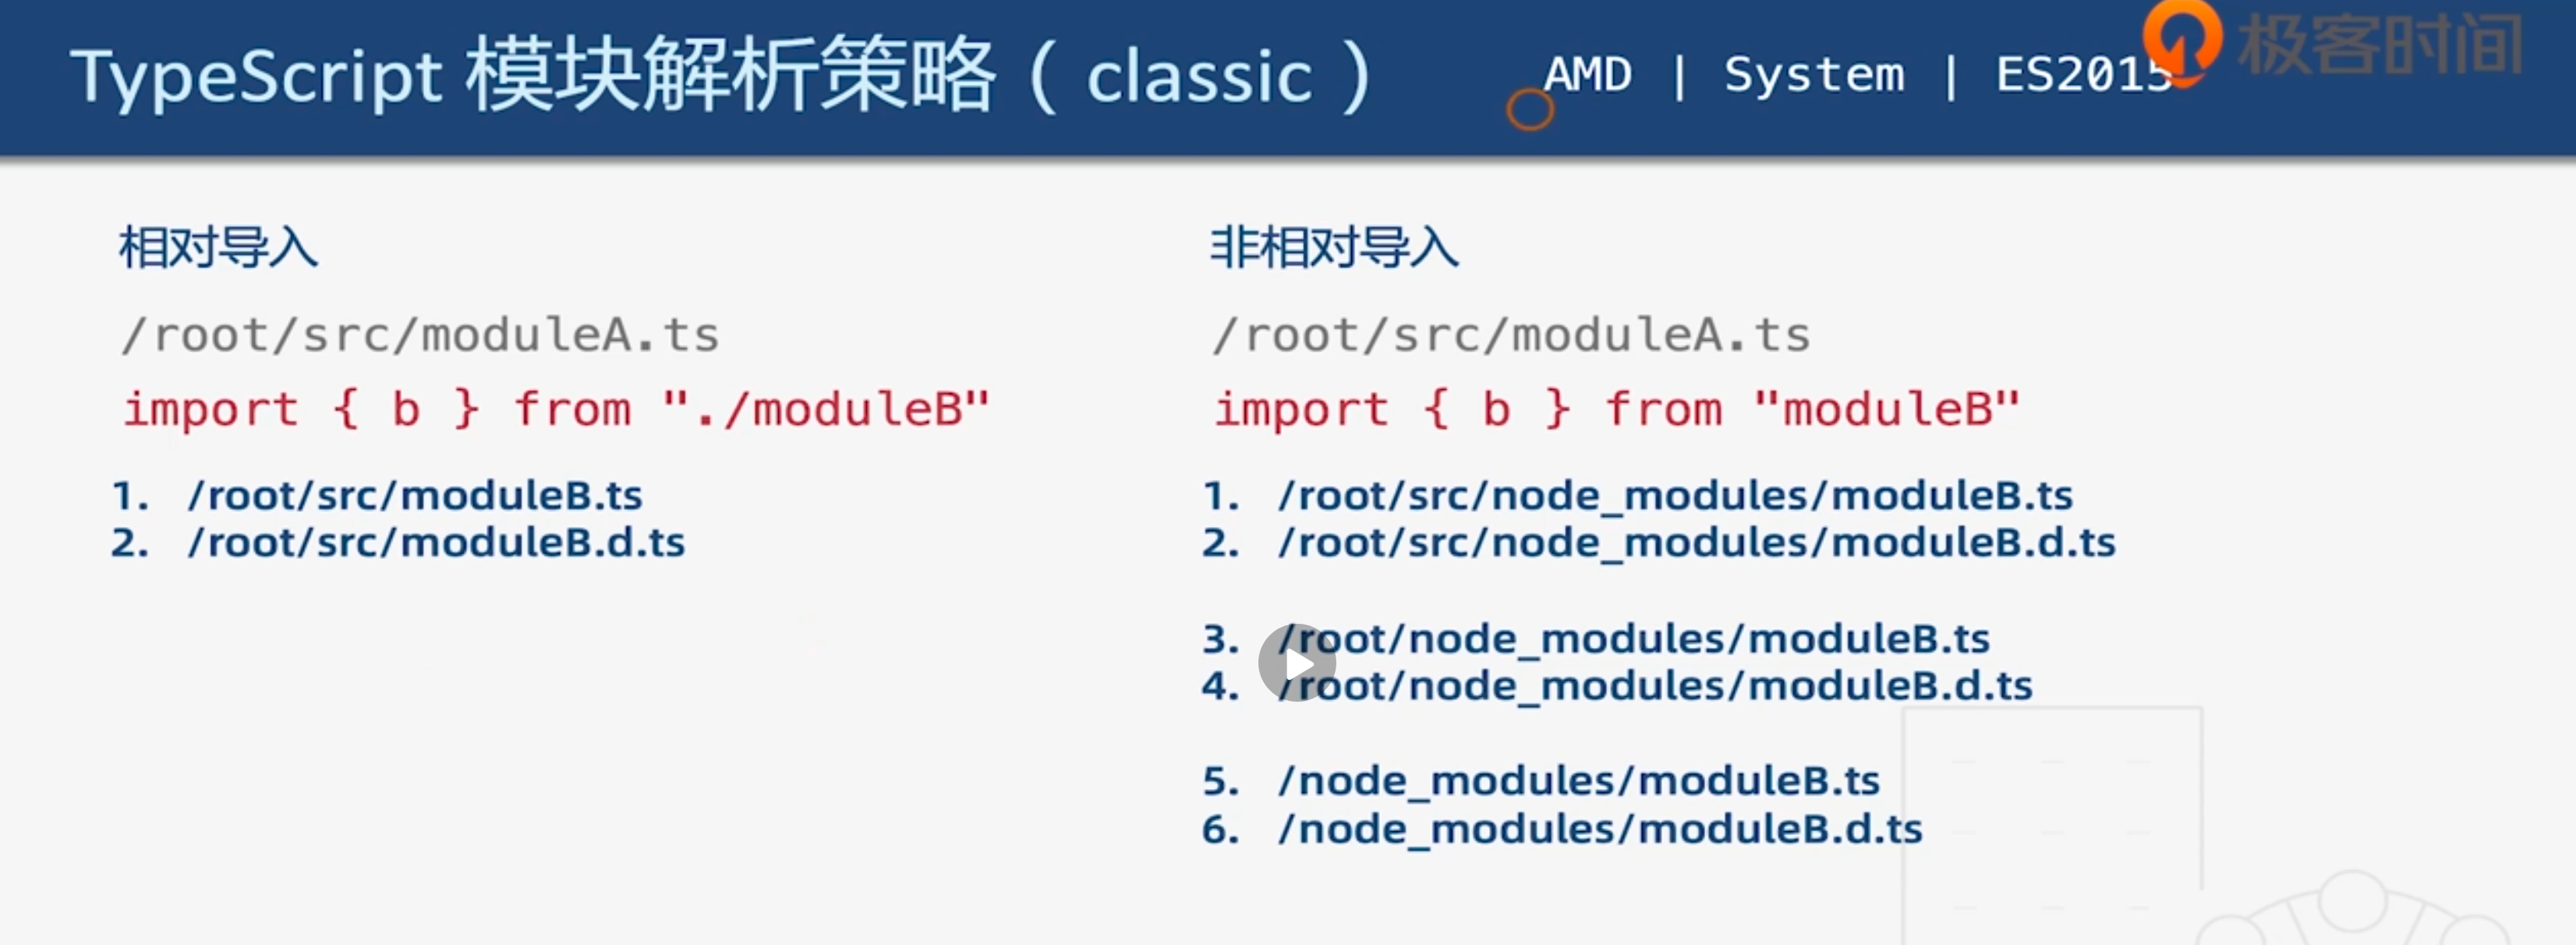 TypeScript 模块解析策略（classic）
AMD | System | ES2015
极客时间
相对导入
/root/src/moduleA.ts
import { b } from "./moduleB"
1. /root/src/moduleB.ts
2. /root/src/moduleB.d.ts
非相对导入
/root/src/moduleA.ts
import { b } from "moduleB"
1. /root/src/node_modules/moduleB.ts
2. /root/src/node_modules/moduleB.d.ts
3. /root/node_modules/moduleB.ts
4. /root/node_modules/moduleB.d.ts
5. /node_modules/moduleB.ts
6. /node_modules/moduleB.d.ts